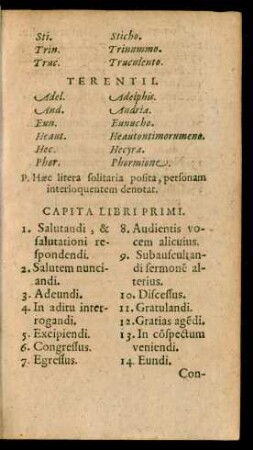 Sti. Sticho.
Trin. Trinummo.
Truc. Truculento.
TERENTII.
Adel. Adelphis.
And. Andriæ.
Eun. Eunucho.
Heaut. Heautontimorumeno.
Hec. Hecyræ.
Phor. Phormione.
P. Hæc litera solitaria posita, personam
interloquutem denotat.
CAPITA LIBRI PRIMI.
1. Salutandi, &
salutationi re-
spondendi.
2. Salutem nunci-
andi.
3. Adeundi.
4. In aditu inter-
rogandi.
5. Excipiendi.
6. Congressus.
7. Egressus.
8. Audientis vo-
cem alicuius.
9. Subauscultan-
di sermonē al-
terius.
10. Discessus.
11. Gratulandi.
12. Gratias agēdi.
13. In cōspectum
veniendi.
14. Eundi.
Con-